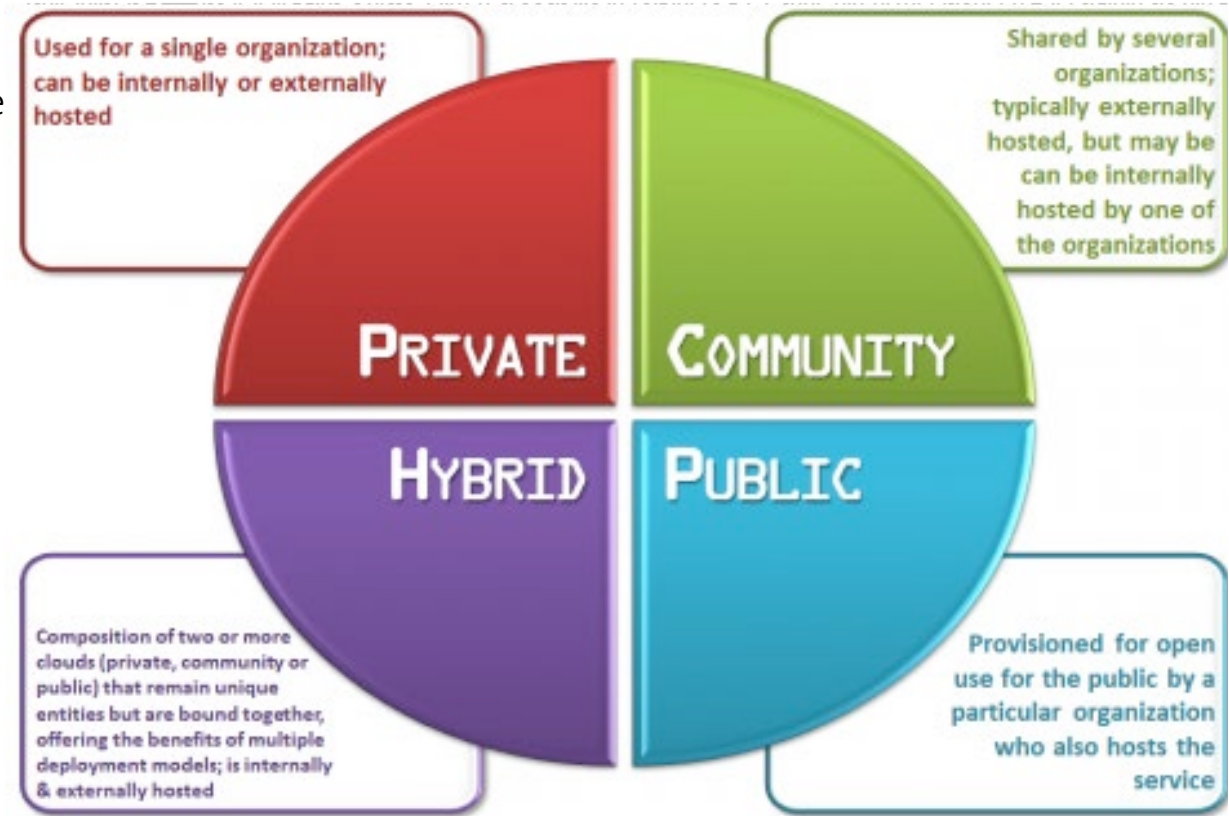 Used for a single organization;
can be internally or externally
hosted
Shared by several
organizations;
typically externally
hosted, but may be
can be internally
hosted by one of
the organizations
PRIVATE
COMMUNITY
HYBRID
PUBLIC
Composition of two or more
clouds (private, community or
public) that remain unique
entities but are bound together,
offering the benefits of multiple
deployment models; is internally
& externally hosted
Provisioned for open
use for the public by a
particular organization
who also hosts the
service